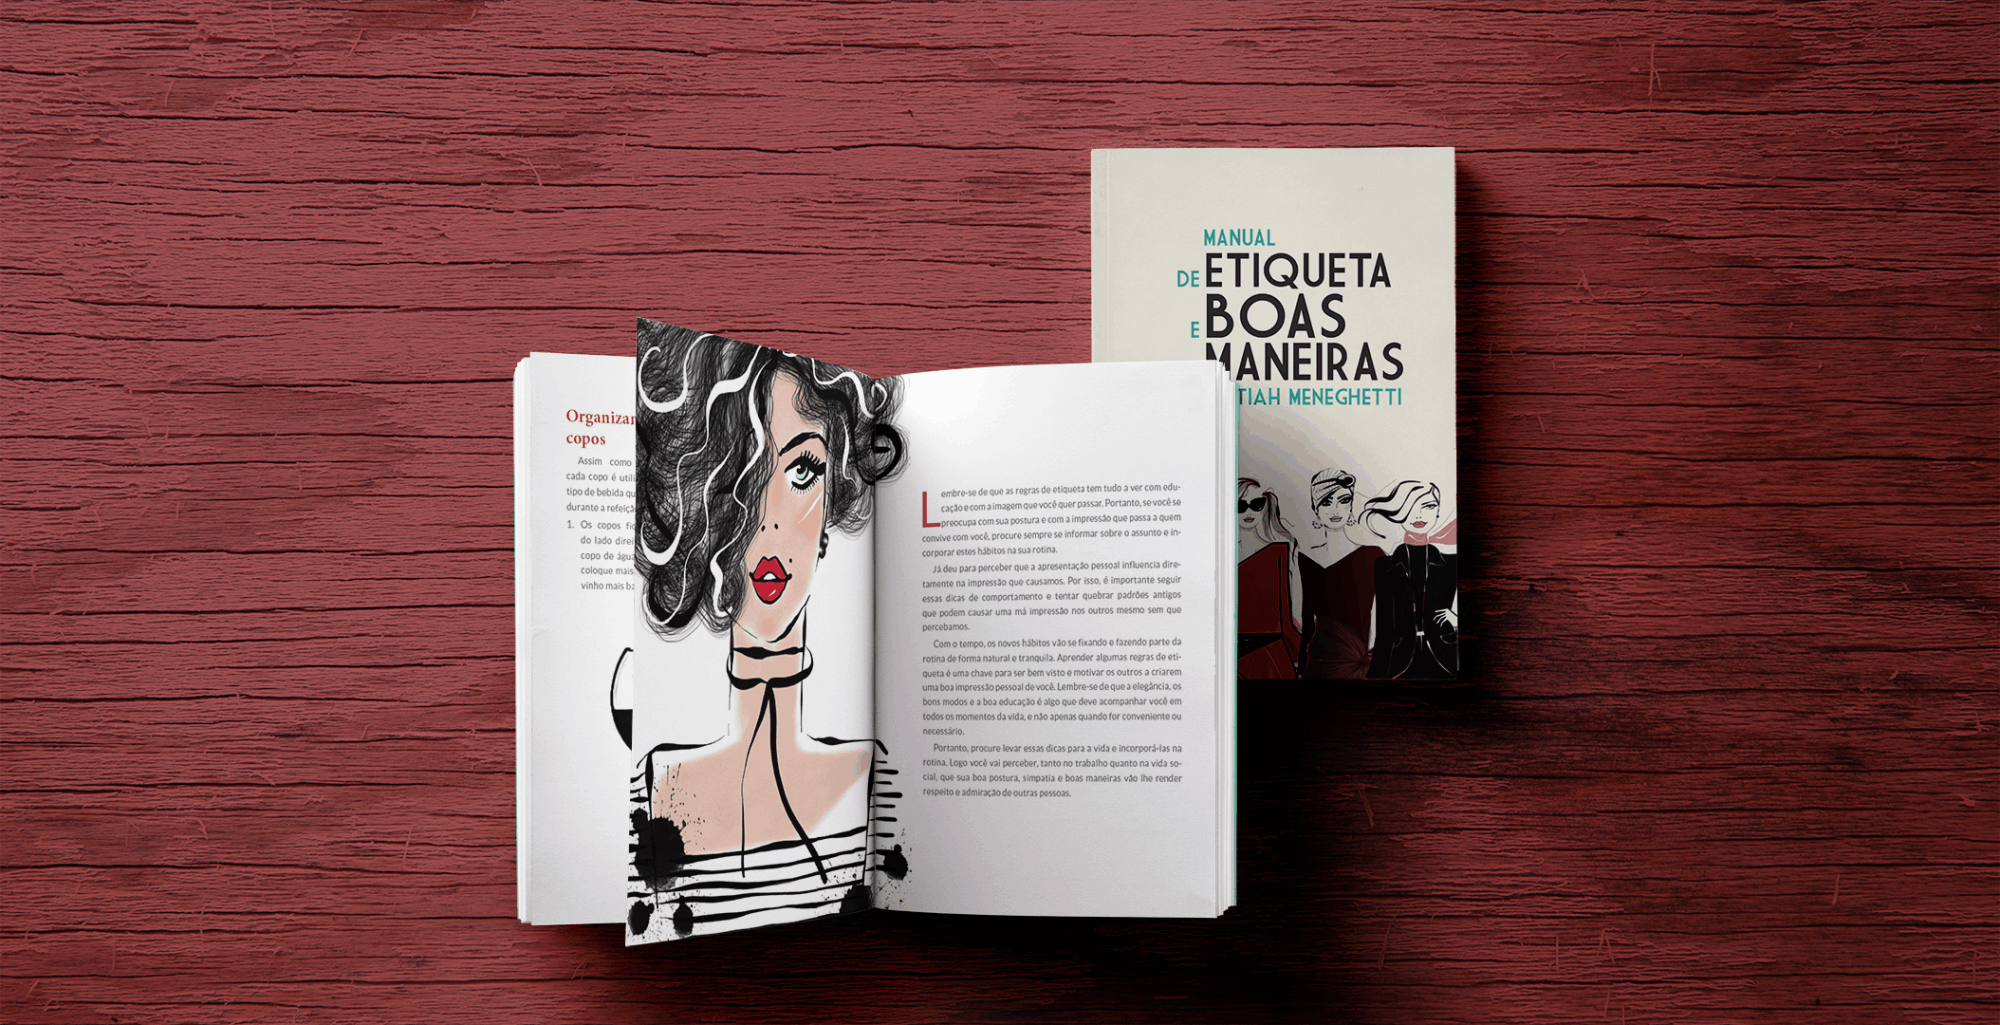 Organizar
copos
Assim como
cada copo é utili
tipo de bebida qu
durante a refeiçã
1. Os copos fic
do lado direi
copo de água
coloque mais
vinho mais ba
Lembre-se de que as regras de etiqueta tem tudo a ver com edu-
cação e com a imagem que você quer passar. Portanto, se você se
preocupa com sua postura e com a impressão que passa a quem
convive com você, procure sempre se informar sobre o assunto e in-
corporar estes hábitos na sua rotina.
Já deu para perceber que a apresentação pessoal influencia dire-
tamente na impressão que causamos. Por isso, é importante seguir
essas dicas de comportamento e tentar quebrar padrões antigos
que podem causar uma má impressão nos outros mesmo sem que
percebamos.
Com o tempo, os novos hábitos vão se fixando e fazendo parte da
rotina de forma natural e tranquila. Aprender algumas regras de eti-
queta é uma chave para ser bem visto e motivar os outros a criarem
uma boa impressão pessoal de você. Lembre-se de que a elegância, os
bons modos e a boa educação é algo que deve acompanhar você em
todos os momentos da vida, e não apenas quando for conveniente ou
necessário.
Portanto, procure levar essas dicas para a vida e incorporá-las na
rotina. Logo você vai perceber, tanto no trabalho quanto na vida so-
cial, que sua boa postura, simpatia e boas maneiras vão lhe render
respeito e admiração de outras pessoas.
MANUAL
DE ETIQUETA
E BOAS
MANEIRAS
TIAH MENEGHETTI